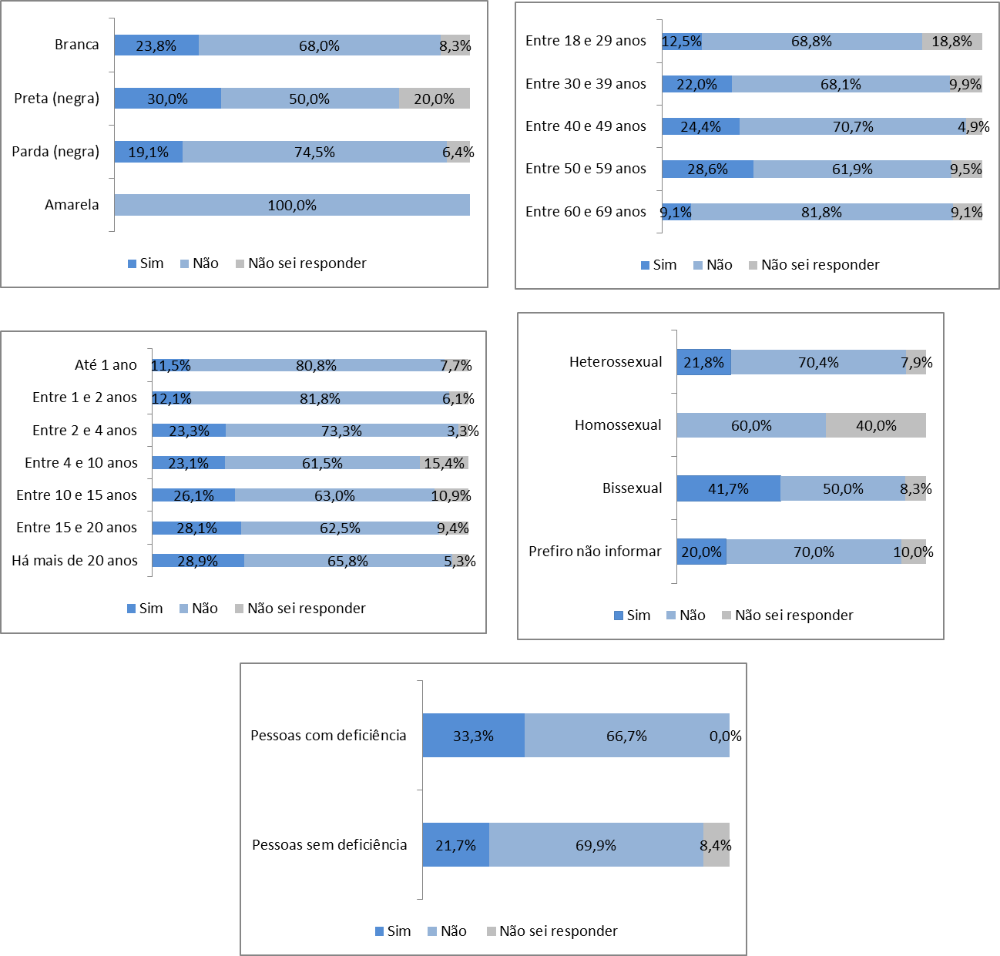 Branca 23,8% 68,0% 8,3%
Preta (negra) 30,0% 50,0% 20,0%
Parda (negra) 19,1% 74,5% 6,4%
Amarela 100,0%
Sim Não Não sei responder
Entre 18 e 29 anos 12,5% 68,8% 18,8%
Entre 30 e 39 anos 22,0% 68,1% 9,9%
Entre 40 e 49 anos 24,4% 70,7% 4,9%
Entre 50 e 59 anos 28,6% 61,9% 9,5%
Entre 60 e 69 anos 9,1% 81,8% 9,1%
Sim Não Não sei responder
Até 1 ano 11,5% 80,8% 7,7%
Entre 1 e 2 anos 12,1% 81,8% 6,1%
Entre 2 e 4 anos 23,3% 73,3% 3,3%
Entre 4 e 10 anos 23,1% 61,5% 15,4%
Entre 10 e 15 anos 26,1% 63,0% 10,9%
Entre 15 e 20 anos 28,1% 62,5% 9,4%
Há mais de 20 anos 28,9% 65,8% 5,3%
Sim Não Não sei responder
Heterossexual 21,8% 70,4% 7,9%
Homossexual 60,0% 40,0%
Bissexual 41,7% 50,0% 8,3%
Prefiro não informar 20,0% 70,0% 10,0%
Sim Não Não sei responder
Pessoas com deficiência 33,3% 66,7% 0,0%
Pessoas sem deficiência 21,7% 69,9% 8,4%
Sim Não Não sei responder